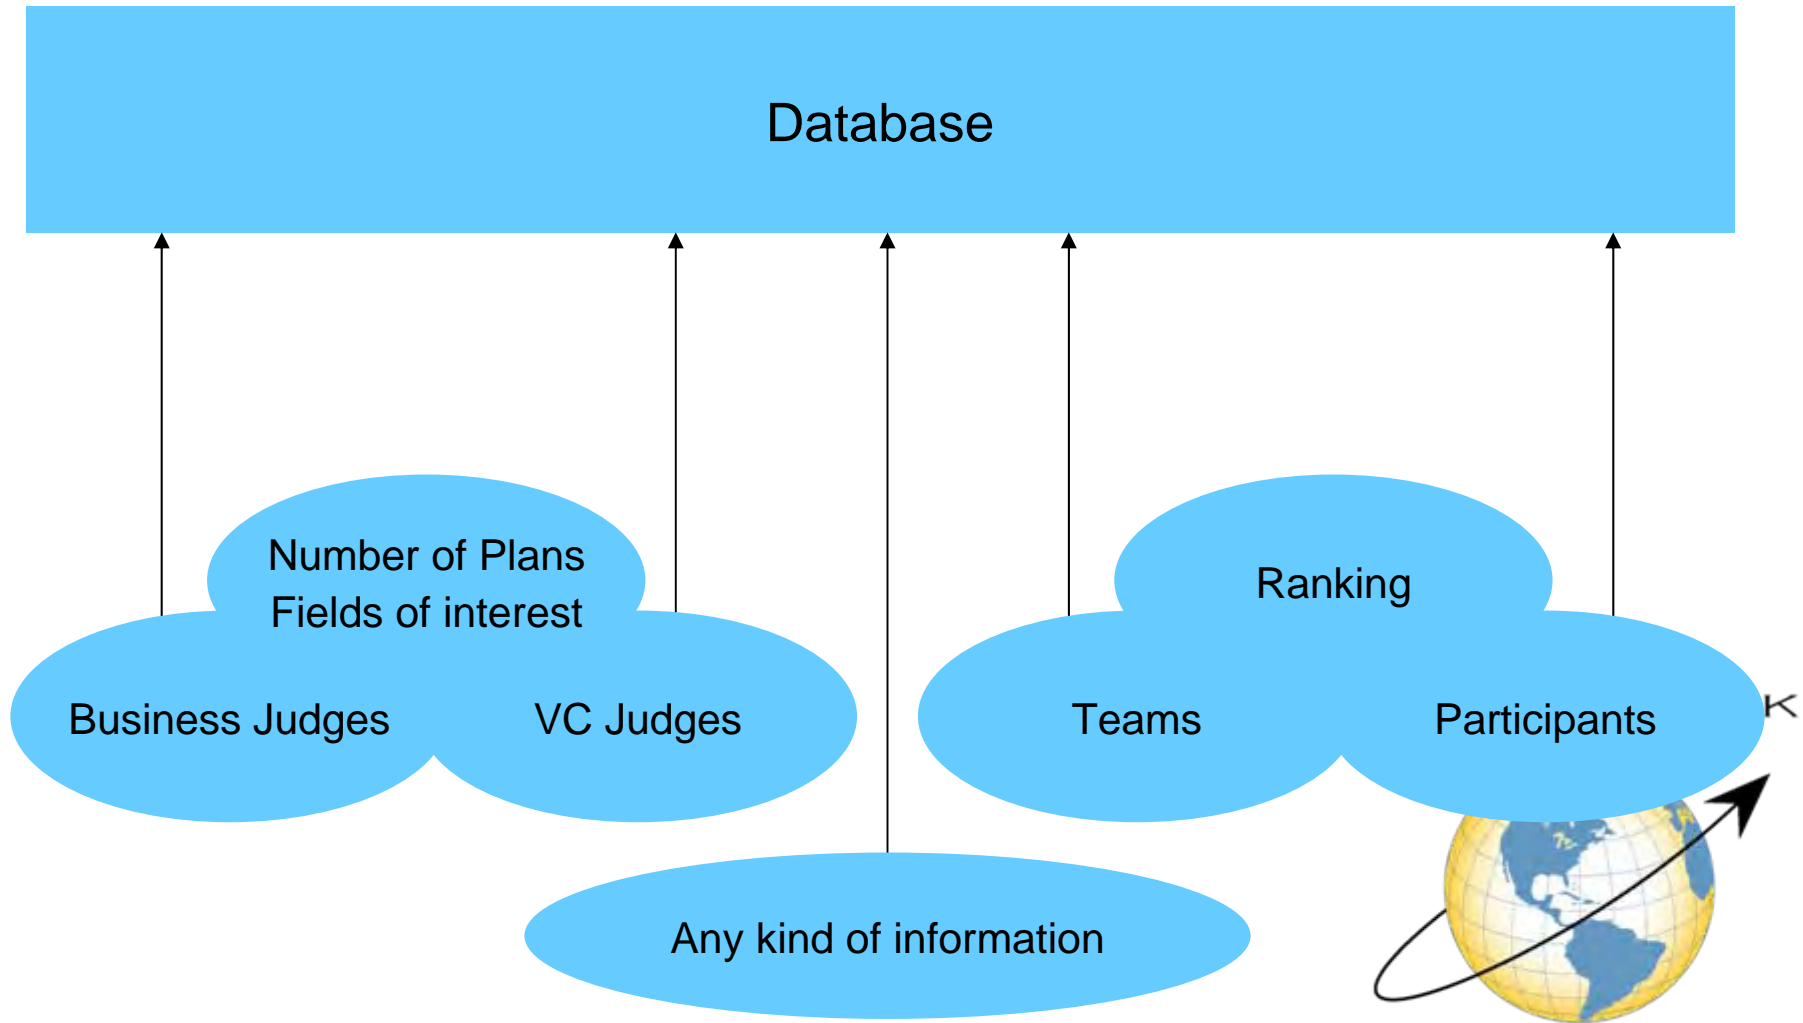 Database
Number of Plans
Fields of interest
Business Judges
VC Judges
Ranking
Teams
Participants
K
Any kind of information